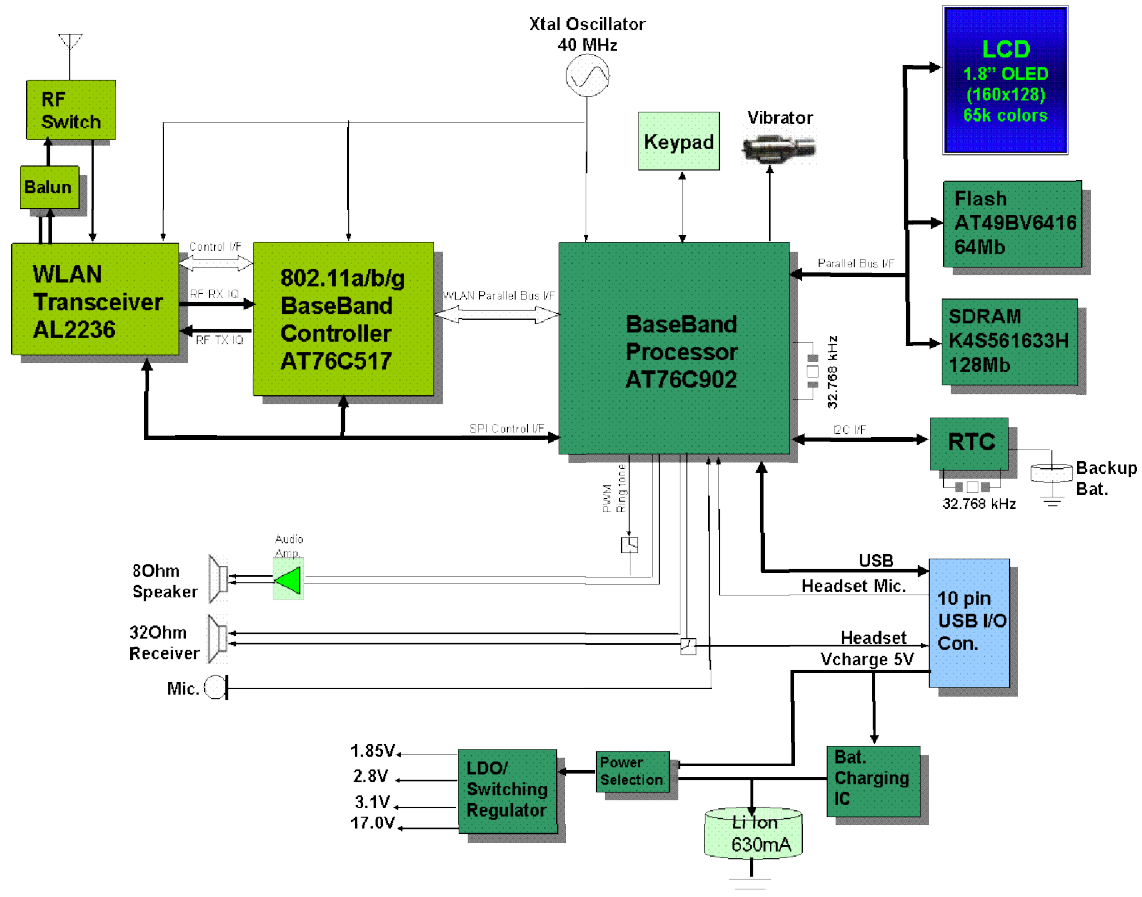 Xtal Oscillator
40 MHz
LCD
1.8” OLED
(160x128)
65k colors
RF
Switch
Keypad
Vibrator
Balun
Flash
AT49BV6416
64Mb
Control I/F
WLAN
Transceiver
AL2236
RF RX IQ
RF TX IQ
802.11a/b/g
BaseBand
Controller
AT76C517
WLAN Parallel Bus I/F
BaseBand
Processor
AT76C902
Parallel Bus I/F
32.768 kHz
SDRAM
K4S561633H
128Mb
SPI Control I/F
I2C I/F
RTC
32.768 kHz
Backup
Bat.
PWM
Ring tone
Audio
Amp.
8Ohm
Speaker
32Ohm
Receiver
Mic.
USB
Headset Mic.
Headset
Vcharge 5V
10 pin
USB I/O
Con.
1.85V
2.8V
3.1V
17.0V
LDO/
Switching
Regulator
Power
Selection
Bat.
Charging
IC
Li Ion
630mA